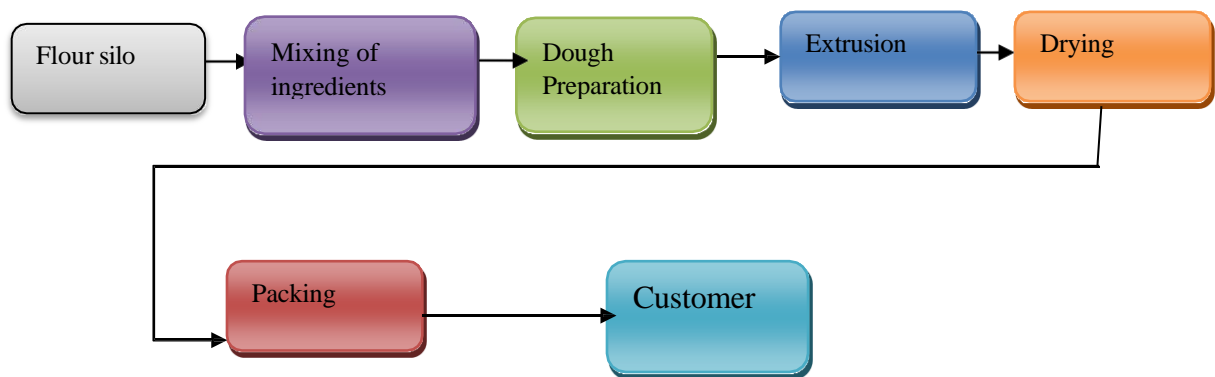 Flour silo
Mixing of
ingredients
Dough
Preparation
Extrusion
Drying
Packing
Customer